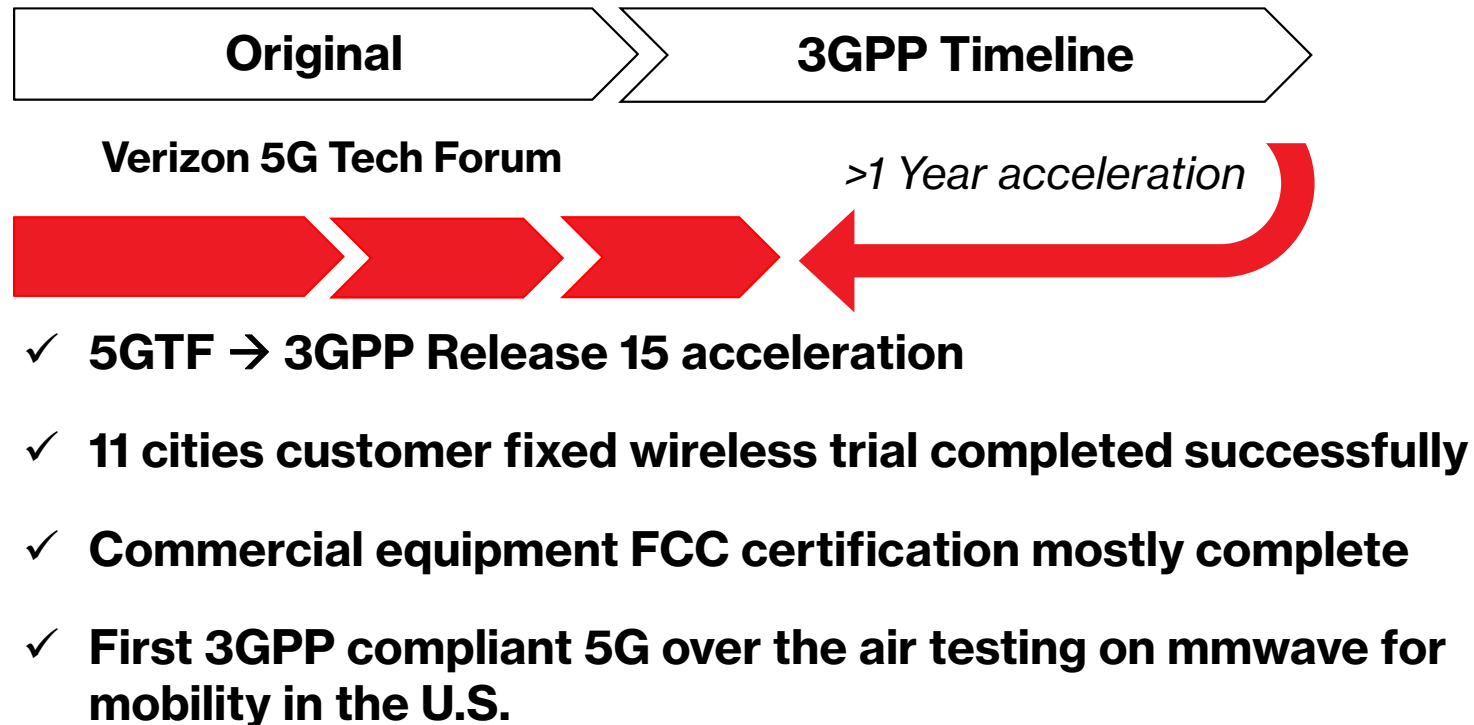 Original
3GPP Timeline
Verizon 5G Tech Forum
>1 Year acceleration
✓ 5GTF → 3GPP Release 15 acceleration
✓ 11 cities customer fixed wireless trial completed successfully
✓ Commercial equipment FCC certification mostly complete
✓ First 3GPP compliant 5G over the air testing on mmwave for
mobility in the U.S.